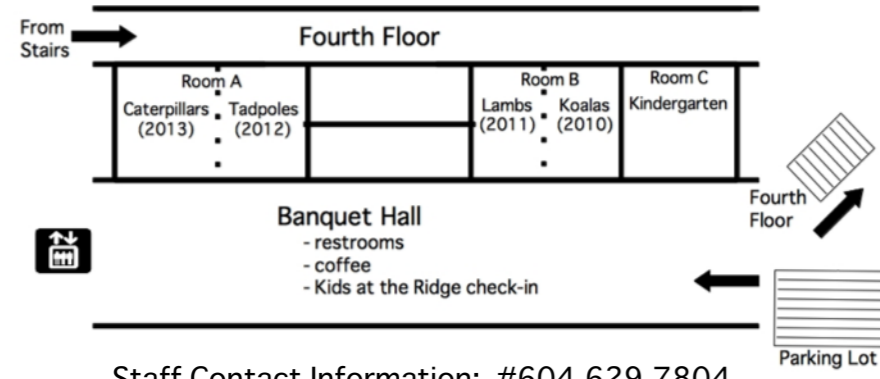 From
Stairs
Fourth Floor
Room A
Caterpillars
(2013)
Tadpoles
(2012)
Room B
Lambs
(2011)
Koalas
(2010)
Room C
Kindergarten
Fourth
Floor
Banquet Hall
- restrooms
- coffee
- Kids at the Ridge check-in
Parking Lot
Staff Contact Information: #604 629 7804